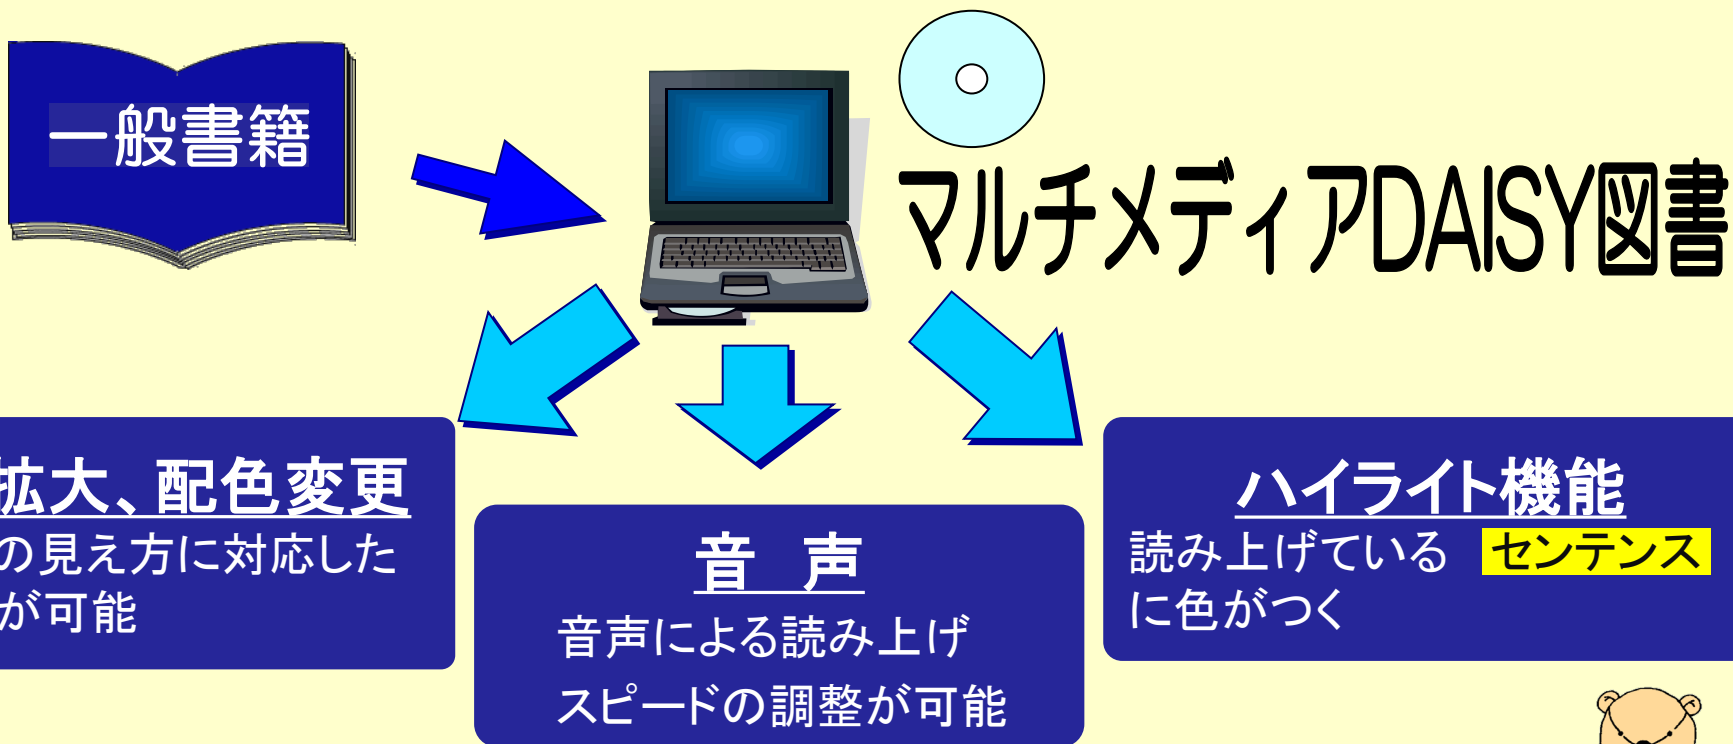 一般書籍
マルチメディアDAISY図書
拡大、配色変更
の見え方に対応した
が可能
音　声
音声による読み上げ
スピードの調整が可能
ハイライト機能
読み上げている　センテンス
に色がつく